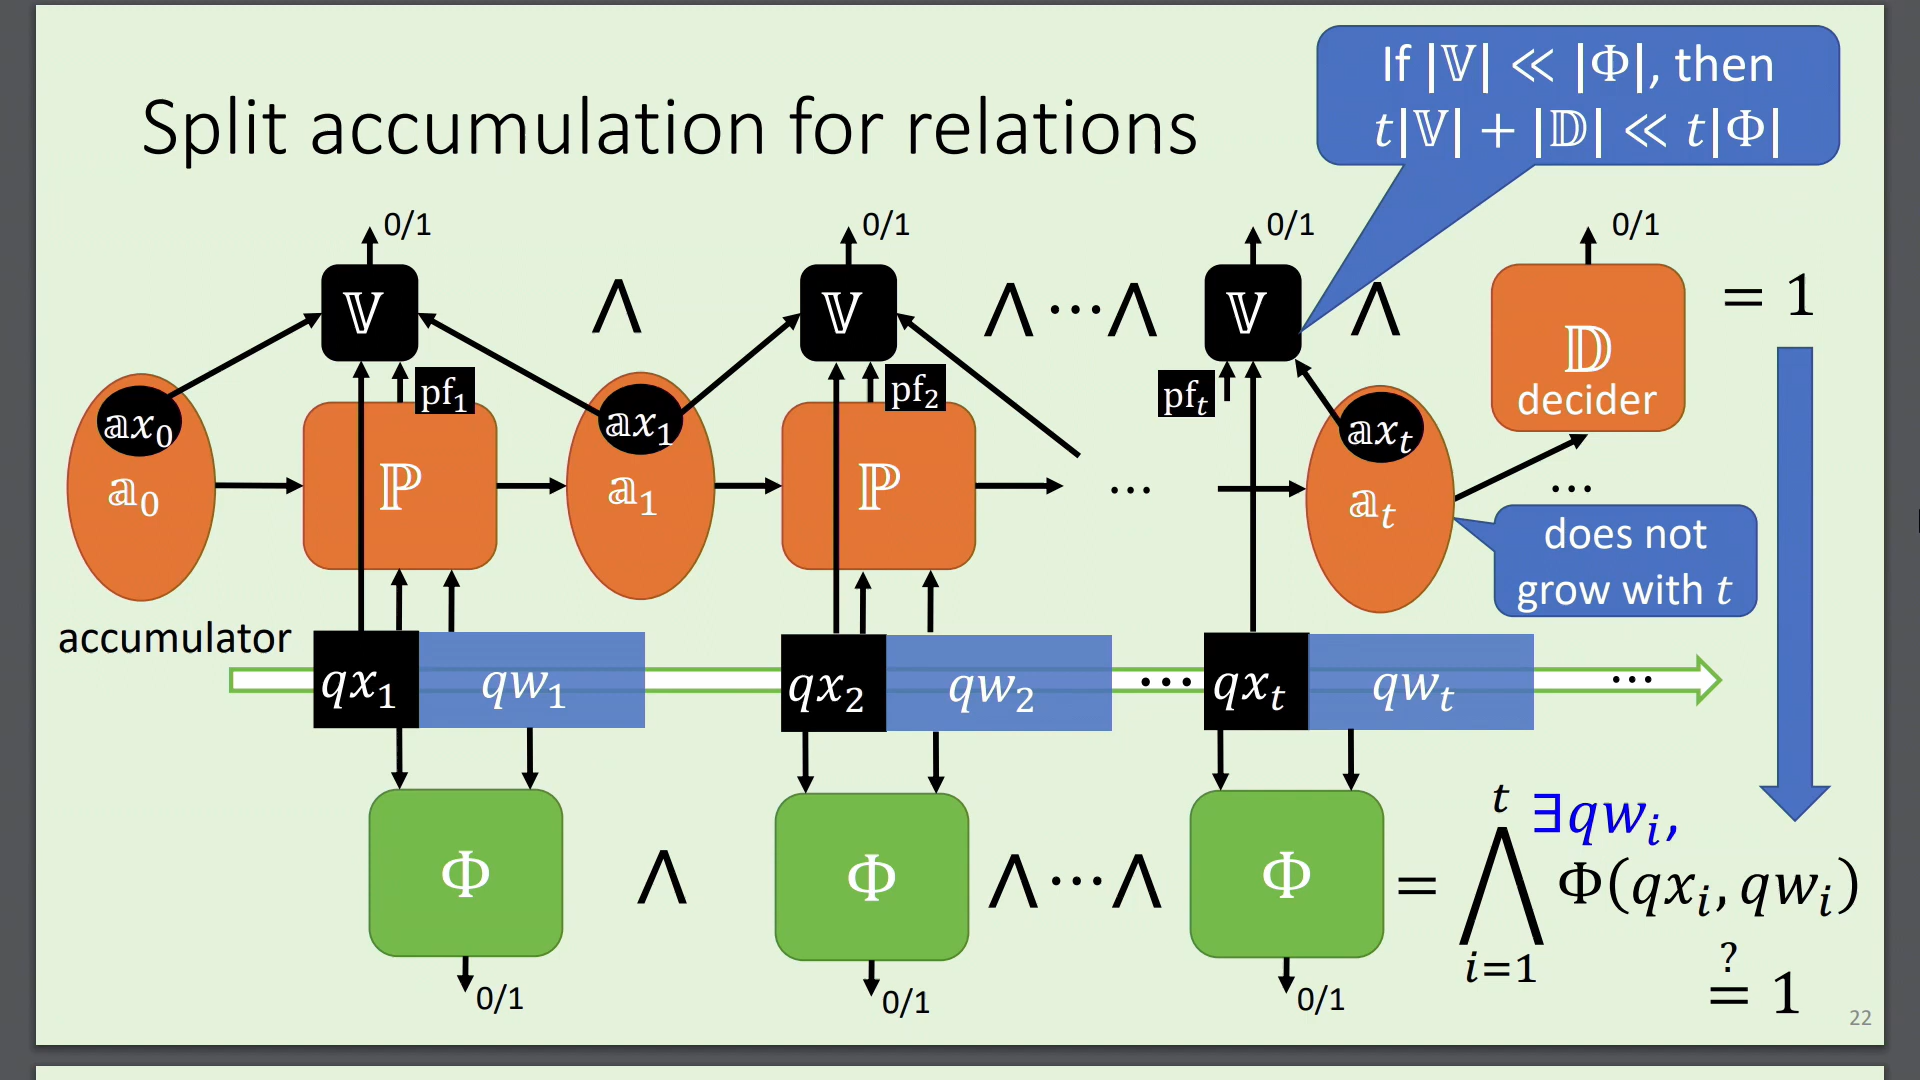 If |𝕍| ≪ |Φ|, then
t|𝕍| + |𝔻| ≪ t|Φ|
Split accumulation for relations
0/1 0/1 0/1 0/1
𝕍 ⋀ 𝕍 ⋀ ⋯ ⋀ 𝕍 ⋀ = 1
𝔻
decider
pf₁ pf₂ pfₜ
𝕒x₀ 𝕒x₁ 𝕒xₜ
𝕒₀ ℙ 𝕒₁ ℙ … 𝕒ₜ …
does not
grow with t
accumulator
qx₁ qw₁ qx₂ qw₂ … qxₜ qwₜ …
t
∃qwᵢ,
Φ ⋀ Φ ⋀ ⋯ ⋀ Φ = ⋀ Φ(qxᵢ, qwᵢ)
i=1
?
= 1
0/1 0/1 0/1
22